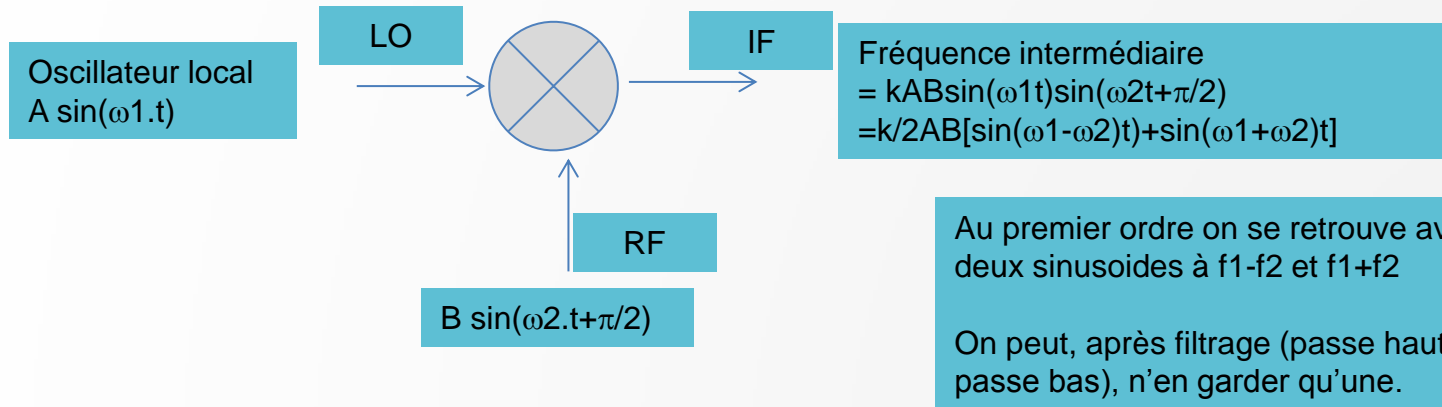 LO
IF
Oscillateur local
A sin(ω1.t)
Fréquence intermédiaire
= kABsin(ω1t)sin(ω2t+π/2)
=k/2AB[sin(ω1-ω2)t)+sin(ω1+ω2)t]
RF
B sin(ω2.t+π/2)
Au premier ordre on se retrouve
deux sinusoides à f1-f2 et f1+f2
On peut, après filtrage (passe haut
passe bas), n'en garder qu'une.